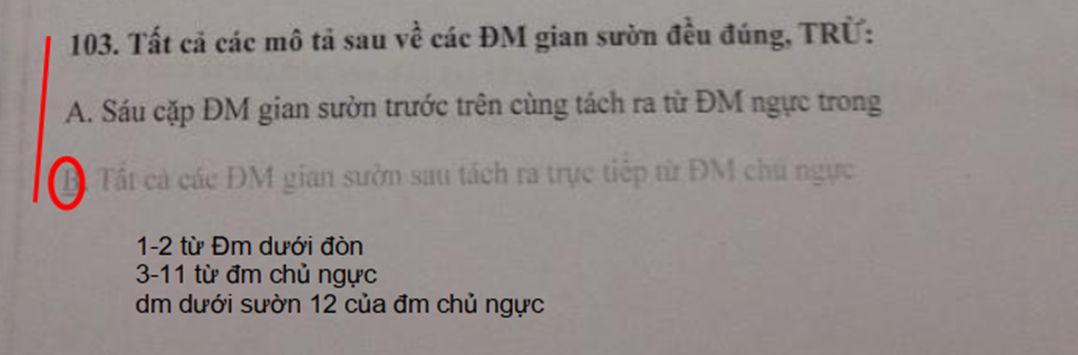 103. Tất cả các mô tả sau về các ĐM gian sườn đều đúng, TRỪ:
A. Sáu cặp ĐM gian sườn trước trên cùng tách ra từ ĐM ngực trong
B. Tất cả các ĐM gian sườn sau tách ra trực tiếp từ ĐM chủ ngực
1-2 từ Đm dưới đòn
3-11 từ đm chủ ngực
dm dưới sườn 12 của đm chủ ngực